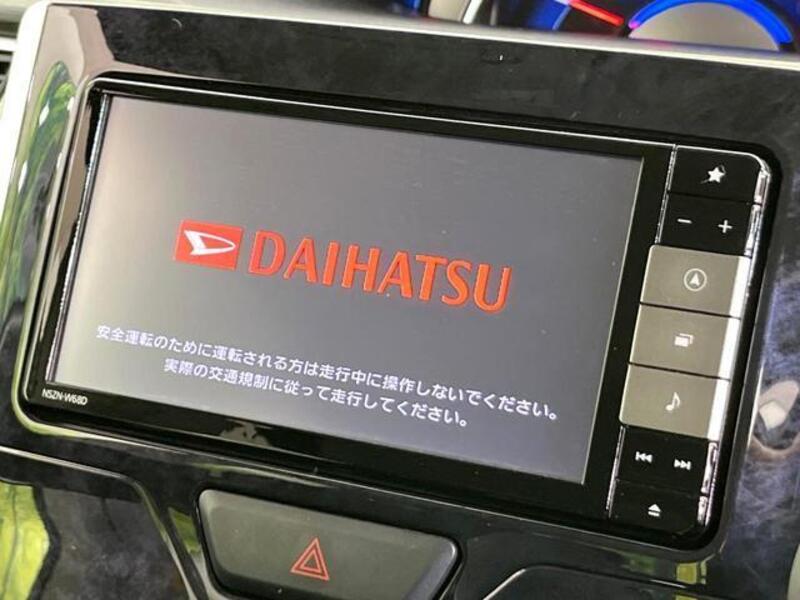 DAIHATSU
安全運転のために運転される方は走行中に操作しないでください。
実際の交通規制に従って走行してください。
NSZN-W68D